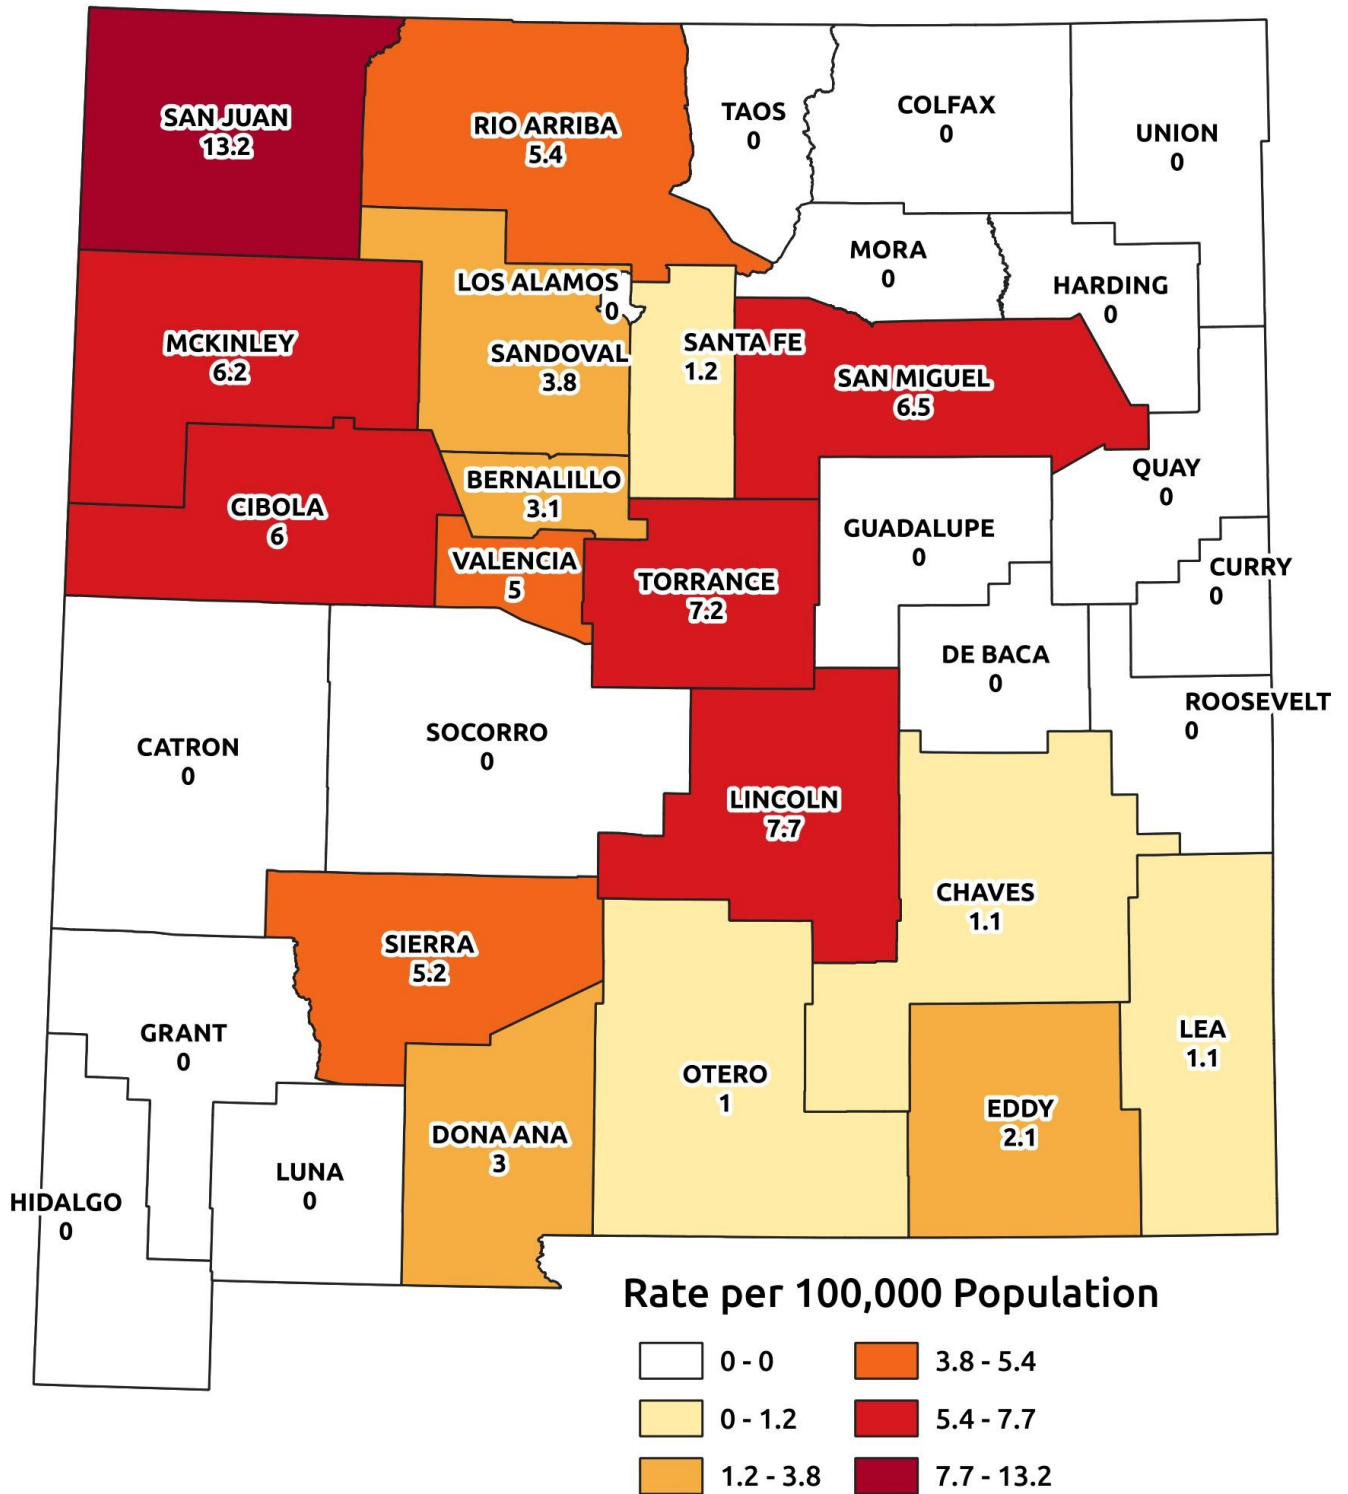 SAN JUAN
13.2
RIO ARRIBA
5.4
TAOS
0
COLFAX
0
UNION
0
MORA
0
HARDING
0
LOS ALAMOS
0
MCKINLEY
6.2
SANDOVAL
3.8
SANTA FE
1.2
SAN MIGUEL
6.5
QUAY
0
BERNALILLO
3.1
CIBOLA
6
GUADALUPE
0
VALENCIA
5
TORRANCE
7.2
CURRY
0
DE BACA
0
ROOSEVELT
0
CATRON
0
SOCORRO
0
LINCOLN
7.7
CHAVES
1.1
SIERRA
5.2
GRANT
0
LEA
1.1
OTERO
1
EDDY
2.1
DONA ANA
3
LUNA
0
HIDALGO
0
Rate per 100,000 Population
0 - 0
0 - 1.2
1.2 - 3.8
3.8 - 5.4
5.4 - 7.7
7.7 - 13.2